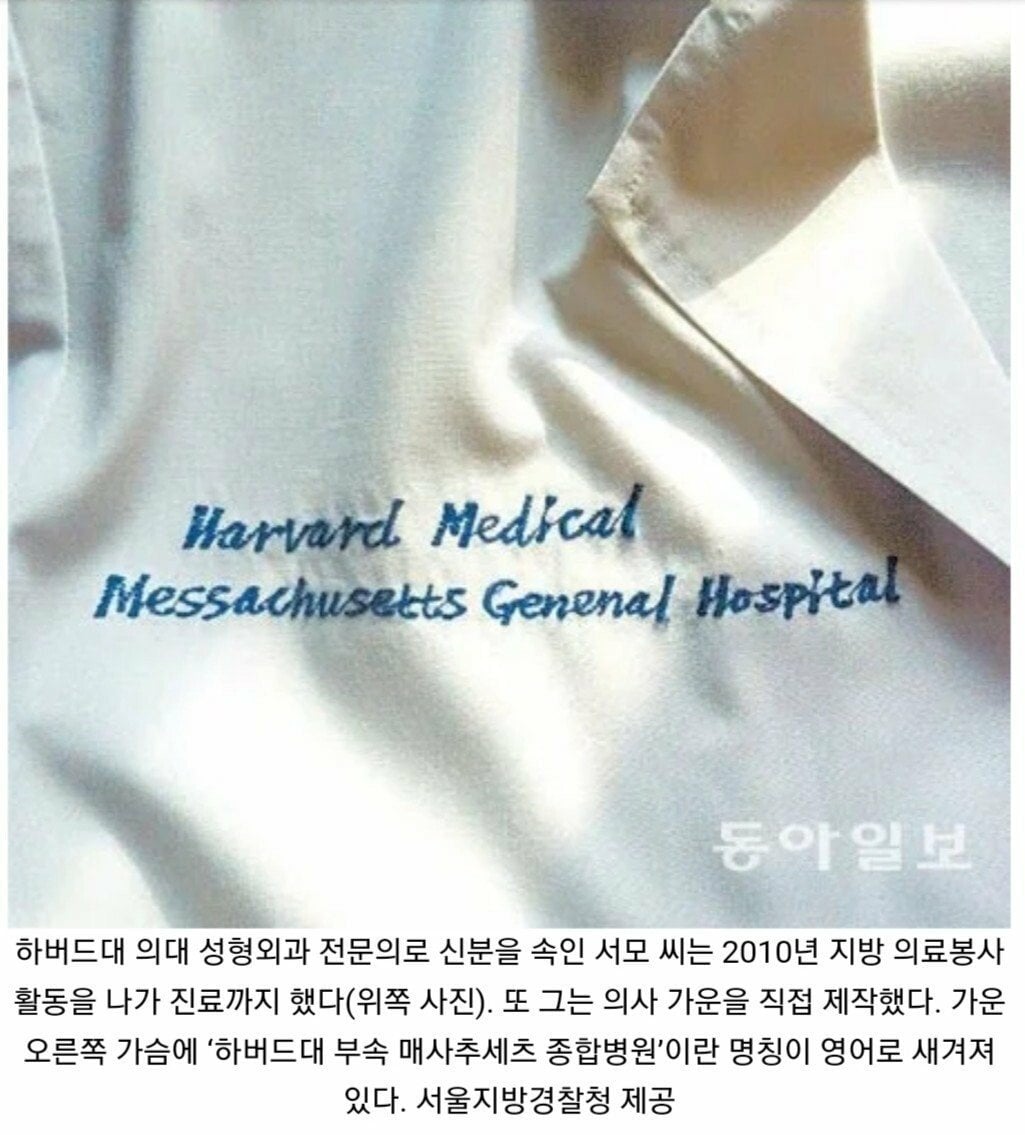 Harvard Medical
Messachusetts Genenal Hospital
동아일보
하버드대 의대 성형외과 전문의로 신분을 속인 서모 씨는 2010년 지방 의료봉사
활동을 나가 진료까지 했다(위쪽 사진). 또 그는 의사 가운을 직접 제작했다. 가운
오른쪽 가슴에 ‘하버드대 부속 매사추세츠 종합병원’이란 명칭이 영어로 새겨져
있다. 서울지방경찰청 제공